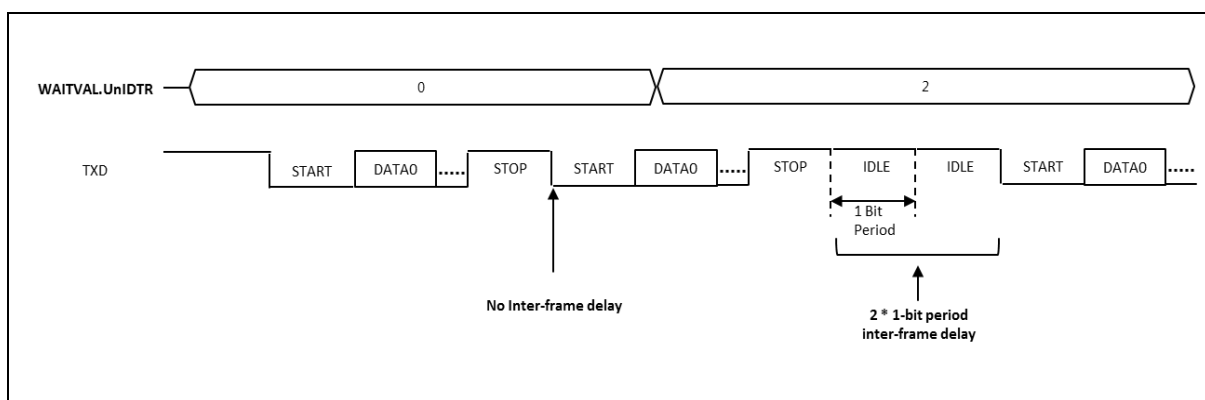 WAITVAL.UnIDTR 0 2
TXD START DATA0 ..... STOP START DATA0 ..... STOP IDLE IDLE START DATA0 .....
1 Bit
Period
No Inter-frame delay
2 * 1-bit period
inter-frame delay